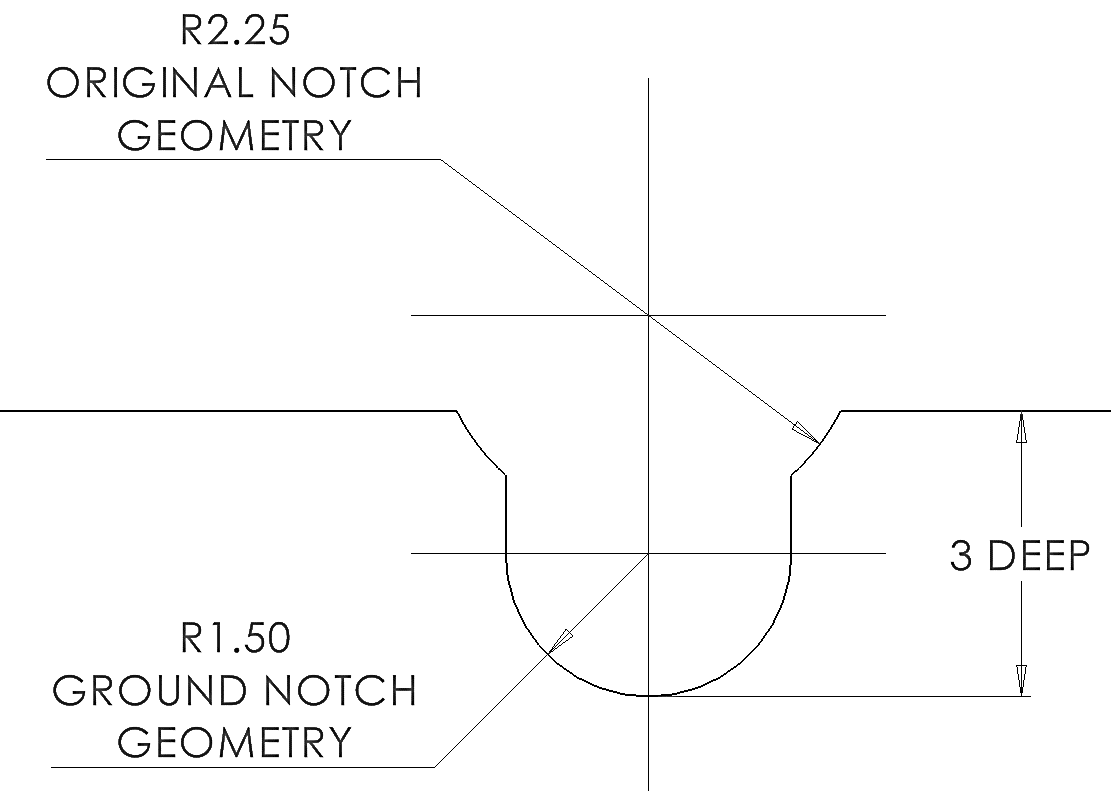 R2.25
ORIGINAL NOTCH
GEOMETRY
3 DEEP
R1.50
GROUND NOTCH
GEOMETRY